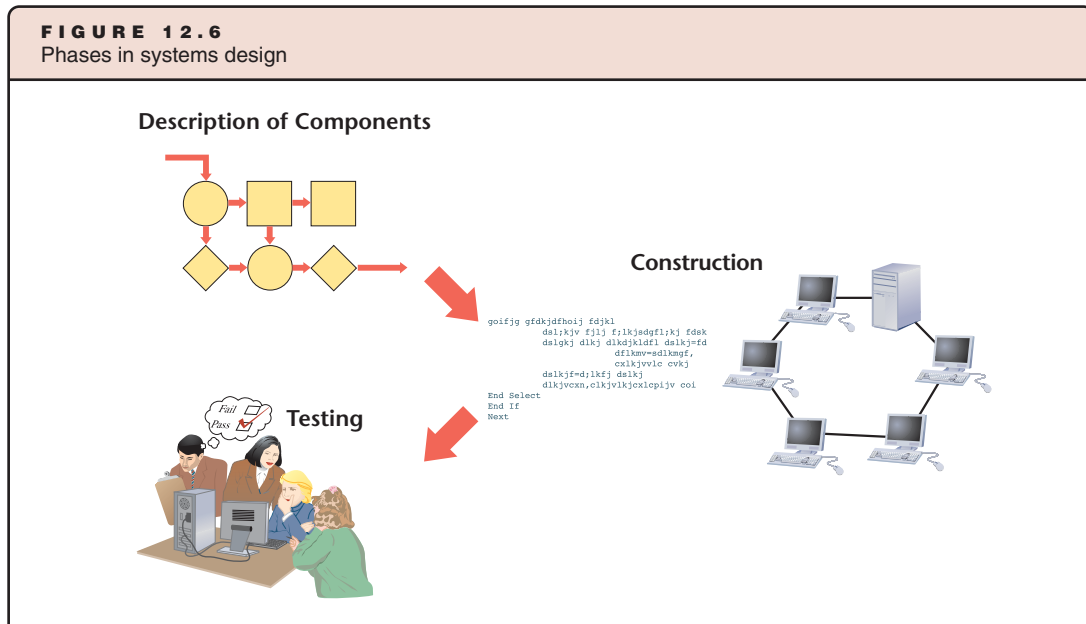 FIGURE 12.6
Phases in systems design
Description of Components
Construction
goifjg gfdkjdfhoij fdjkl
dsl;kjv fjlj f;lkjsdgfl;kj fdsk
dslgkj dlkj dlkdjkldfl dslkj=fd
dflkmv=sdlkmgf,
cxlkjvvlc cvkj
dslkjf=d;lkfj dslkj
dlkjvcxn,clkjvlkjcxlcpijv coi
End Select
End If
Next
Testing
Fail
Pass